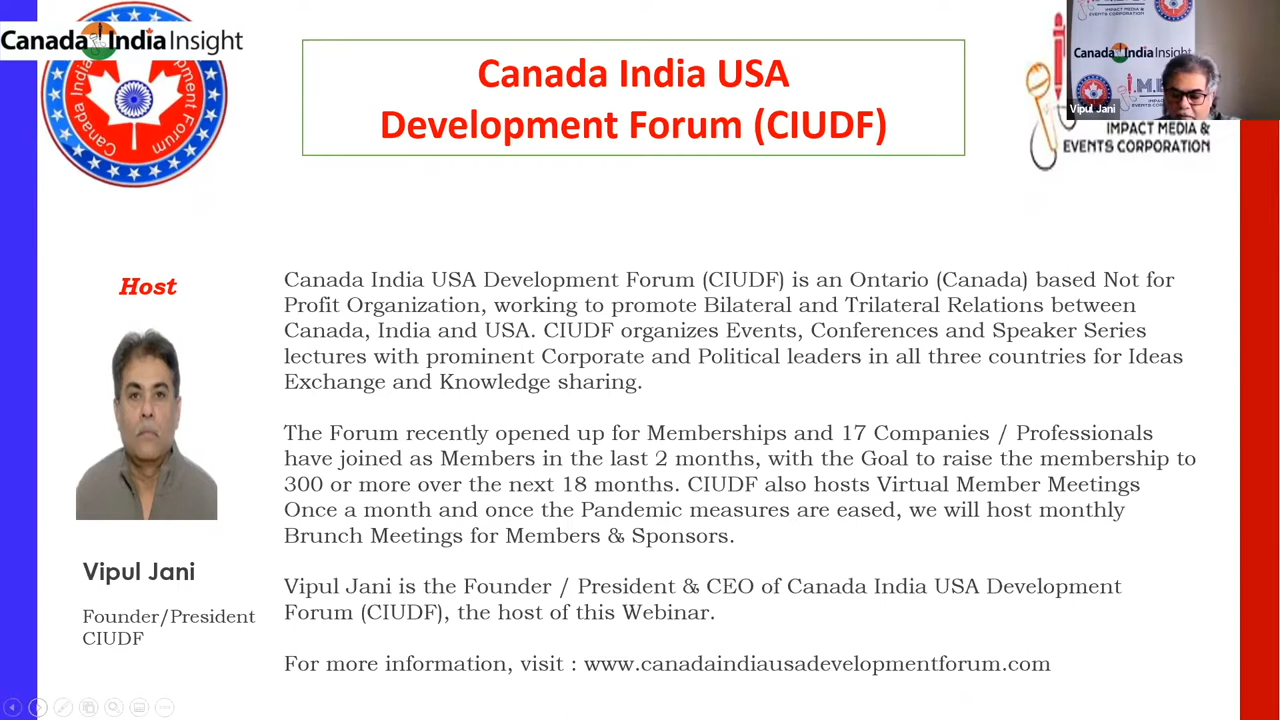 Canada India Insight
Canada India
Development Forum
Canada India USA
Development Forum (CIUDF)
IMPACT MEDIA &
EVENTS CORPORATION
Canada India Insight
Vipul Jani
IMPACT MEDIA &
EVENTS CORPORATION
Host
Vipul Jani
Founder/President
CIUDF
Canada India USA Development Forum (CIUDF) is an Ontario (Canada) based Not for
Profit Organization, working to promote Bilateral and Trilateral Relations between
Canada, India and USA. CIUDF organizes Events, Conferences and Speaker Series
lectures with prominent Corporate and Political leaders in all three countries for Ideas
Exchange and Knowledge sharing.
The Forum recently opened up for Memberships and 17 Companies / Professionals
have joined as Members in the last 2 months, with the Goal to raise the membership to
300 or more over the next 18 months. CIUDF also hosts Virtual Member Meetings
Once a month and once the Pandemic measures are eased, we will host monthly
Brunch Meetings for Members & Sponsors.
Vipul Jani is the Founder / President & CEO of Canada India USA Development
Forum (CIUDF), the host of this Webinar.
For more information, visit : www.canadaindiausadevelopmentforum.com